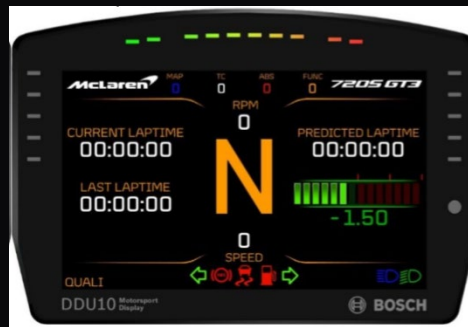 McLaren MAP TC ABS FUNC 720S GT3
0 0 0 0
RPM
0
CURRENT LAPTIME
00:00:00
PREDICTED LAPTIME
00:00:00
N
LAST LAPTIME
00:00:00
-1.50
0
SPEED
QUALI
DDU10 Motorsport Display
BOSCH